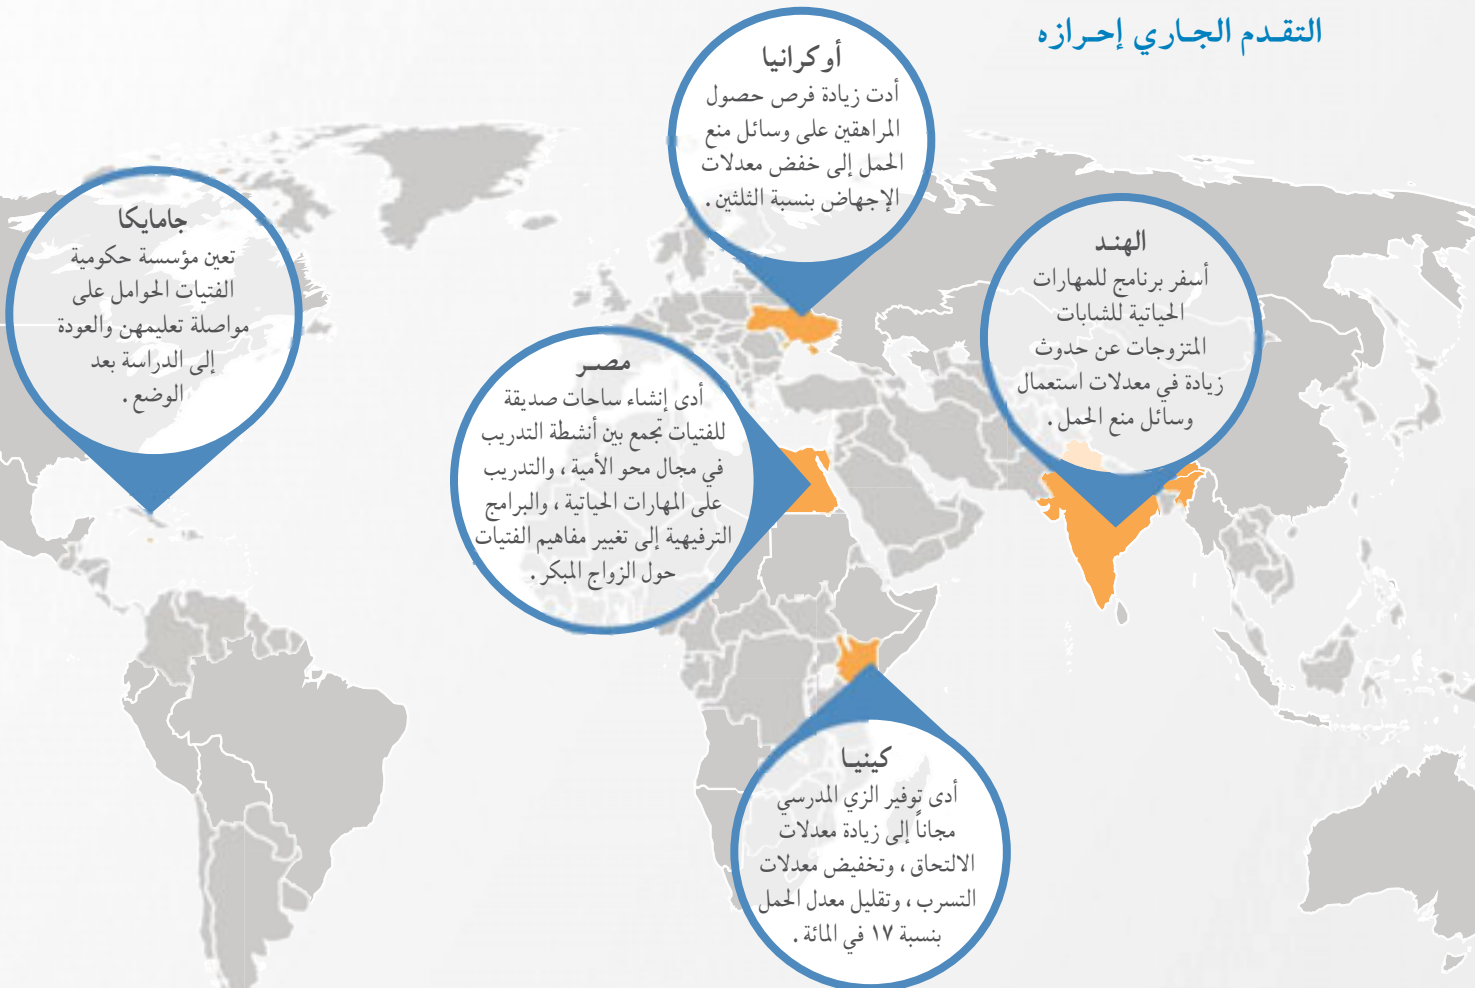 التقدم الجاري إحرازه
أوكرانيا
أدت زيادة فرص حصول
المراهقين على وسائل منع
الحمل إلى خفض معدلات
الإجهاض بنسبة الثلثين .
جامايكا
تعين مؤسسة حكومية
الفتيات الحوامل على
مواصلة تعليمهن والعودة
إلى الدراسة بعد
الوضع .
الهند
أسفر برنامج للمهارات
الحياتية للشابات
المتزوجات عن حدوث
زيادة في معدلات استعمال
وسائل منع الحمل .
مصر
أدى إنشاء ساحات صديقة
للفتيات تجمع بين أنشطة التدريب
في مجال محو الأمية ، والتدريب
على المهارات الحياتية ، والبرامج
الترفيهية إلى تغيير مفاهيم الفتيات
حول الزواج المبكر .
كينيا
أدى توفير الزي المدرسي
مجاناً إلى زيادة معدلات
الالتحاق ، وتخفيض معدلات
التسرب ، وتقليل معدل الحمل
بنسبة ١٧ في المائة .